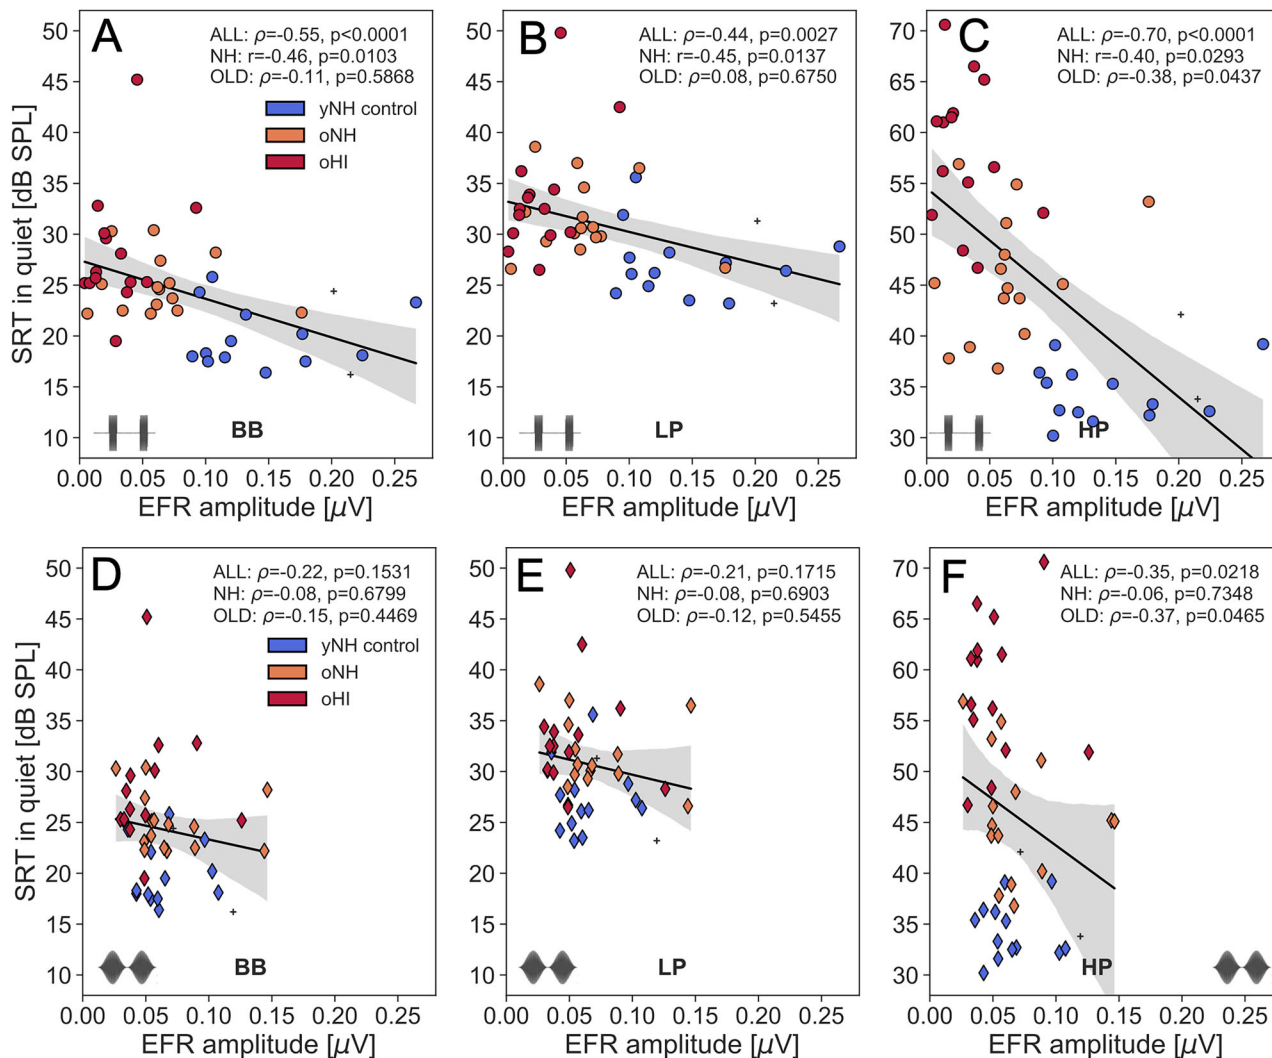 A
ALL: ρ=-0.55, p<0.0001
NH: r=-0.46, p=0.0103
OLD: ρ=-0.11, p=0.5868
yNH control
oNH
oHI
BB
50
45
40
35
30
25
20
15
10
SRT in quiet [dB SPL]
0.00 0.05 0.10 0.15 0.20 0.25
EFR amplitude [μV]
B
ALL: ρ=-0.44, p=0.0027
NH: r=-0.45, p=0.0137
OLD: ρ=0.08, p=0.6750
LP
50
45
40
35
30
25
20
15
10
0.00 0.05 0.10 0.15 0.20 0.25
EFR amplitude [μV]
C
ALL: ρ=-0.70, p<0.0001
NH: r=-0.40, p=0.0293
OLD: ρ=-0.38, p=0.0437
HP
70
65
60
55
50
45
40
35
30
0.00 0.05 0.10 0.15 0.20 0.25
EFR amplitude [μV]
D
ALL: ρ=-0.22, p=0.1531
NH: ρ=-0.08, p=0.6799
OLD: ρ=-0.15, p=0.4469
yNH control
oNH
oHI
BB
50
45
40
35
30
25
20
15
10
SRT in quiet [dB SPL]
0.00 0.05 0.10 0.15 0.20 0.25
EFR amplitude [μV]
E
ALL: ρ=-0.21, p=0.1715
NH: ρ=-0.08, p=0.6903
OLD: ρ=-0.12, p=0.5455
LP
50
45
40
35
30
25
20
15
10
0.00 0.05 0.10 0.15 0.20 0.25
EFR amplitude [μV]
F
ALL: ρ=-0.35, p=0.0218
NH: ρ=-0.06, p=0.7348
OLD: ρ=-0.37, p=0.0465
HP
70
65
60
55
50
45
40
35
30
0.00 0.05 0.10 0.15 0.20 0.25
EFR amplitude [μV]